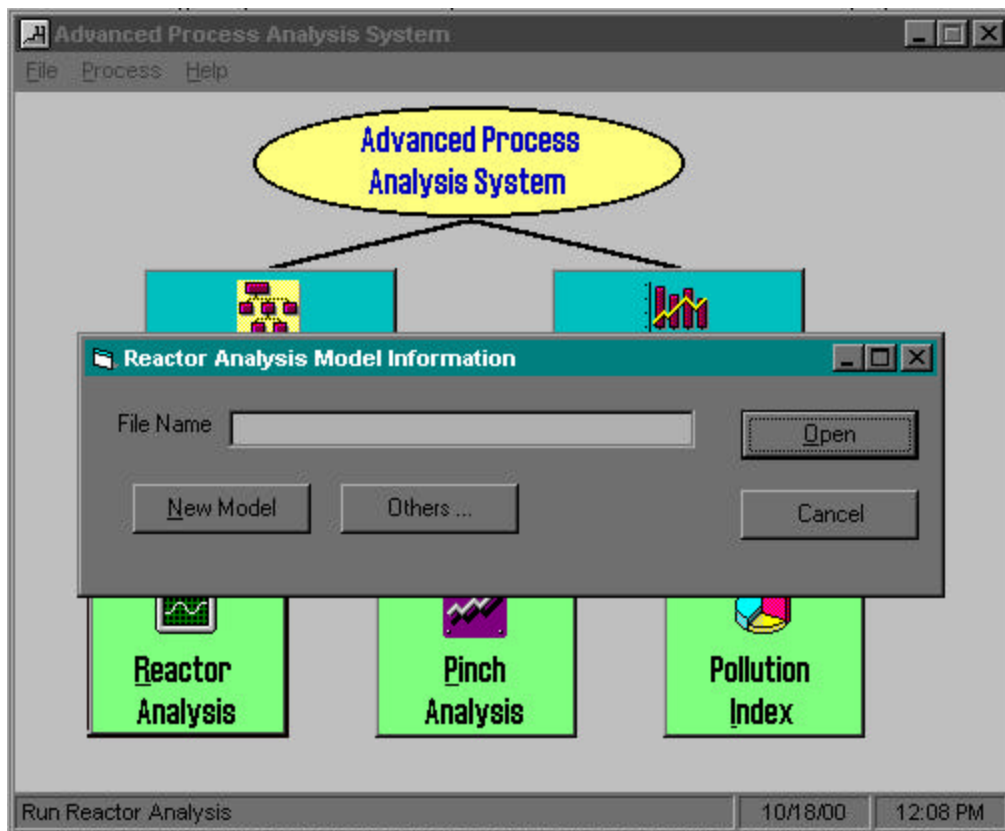 Advanced Process Analysis System
File Process Help
Advanced Process
Analysis System
Reactor Analysis Model Information
File Name
Open
New Model
Others ...
Cancel
Reactor
Analysis
Pinch
Analysis
Pollution
Index
Run Reactor Analysis
10/18/00
12:08 PM